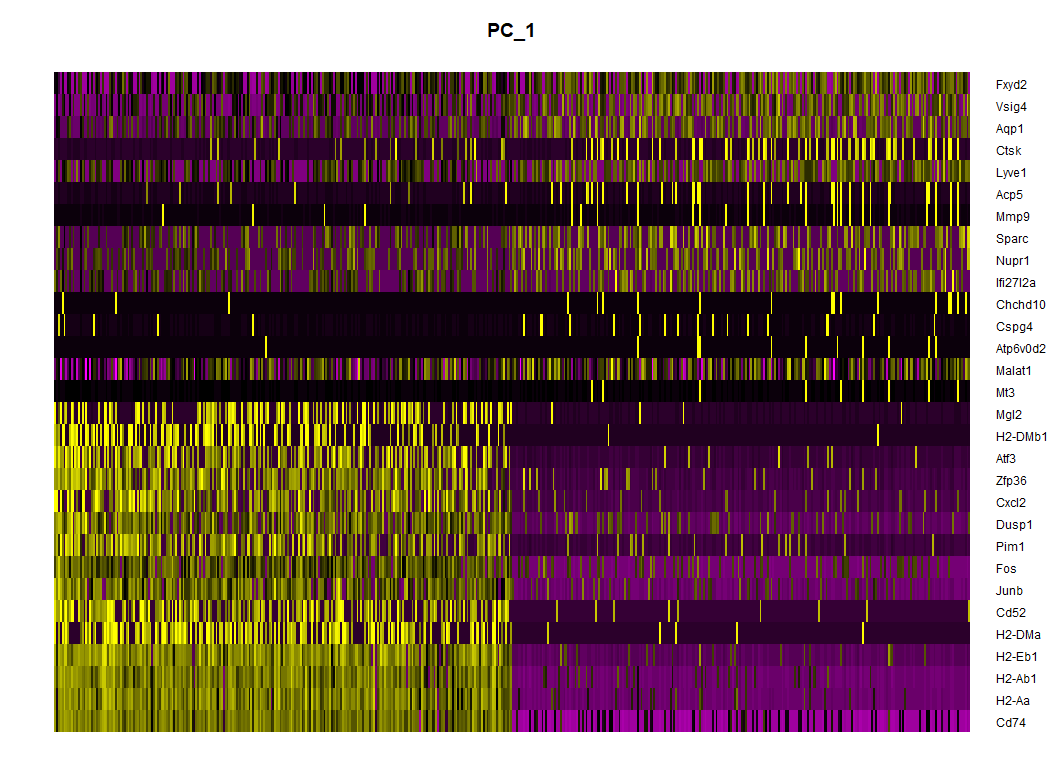 PC_1
Fxyd2
Vsig4
Aqp1
Ctsk
Lyve1
Acp5
Mmp9
Sparc
Nupr1
Ifi27l2a
Chchd10
Cspg4
Atp6v0d2
Malat1
Mt3
Mgl2
H2-DMb1
Atf3
Zfp36
Cxcl2
Dusp1
Pim1
Fos
Junb
Cd52
H2-DMa
H2-Eb1
H2-Ab1
H2-Aa
Cd74